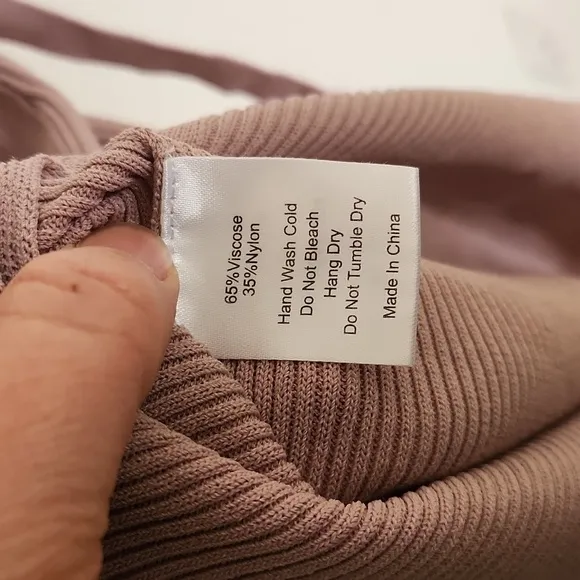 65%Viscose
35%Nylon
Hand Wash Cold
Do Not Bleach
Hang Dry
Do Not Tumble Dry
Made In China